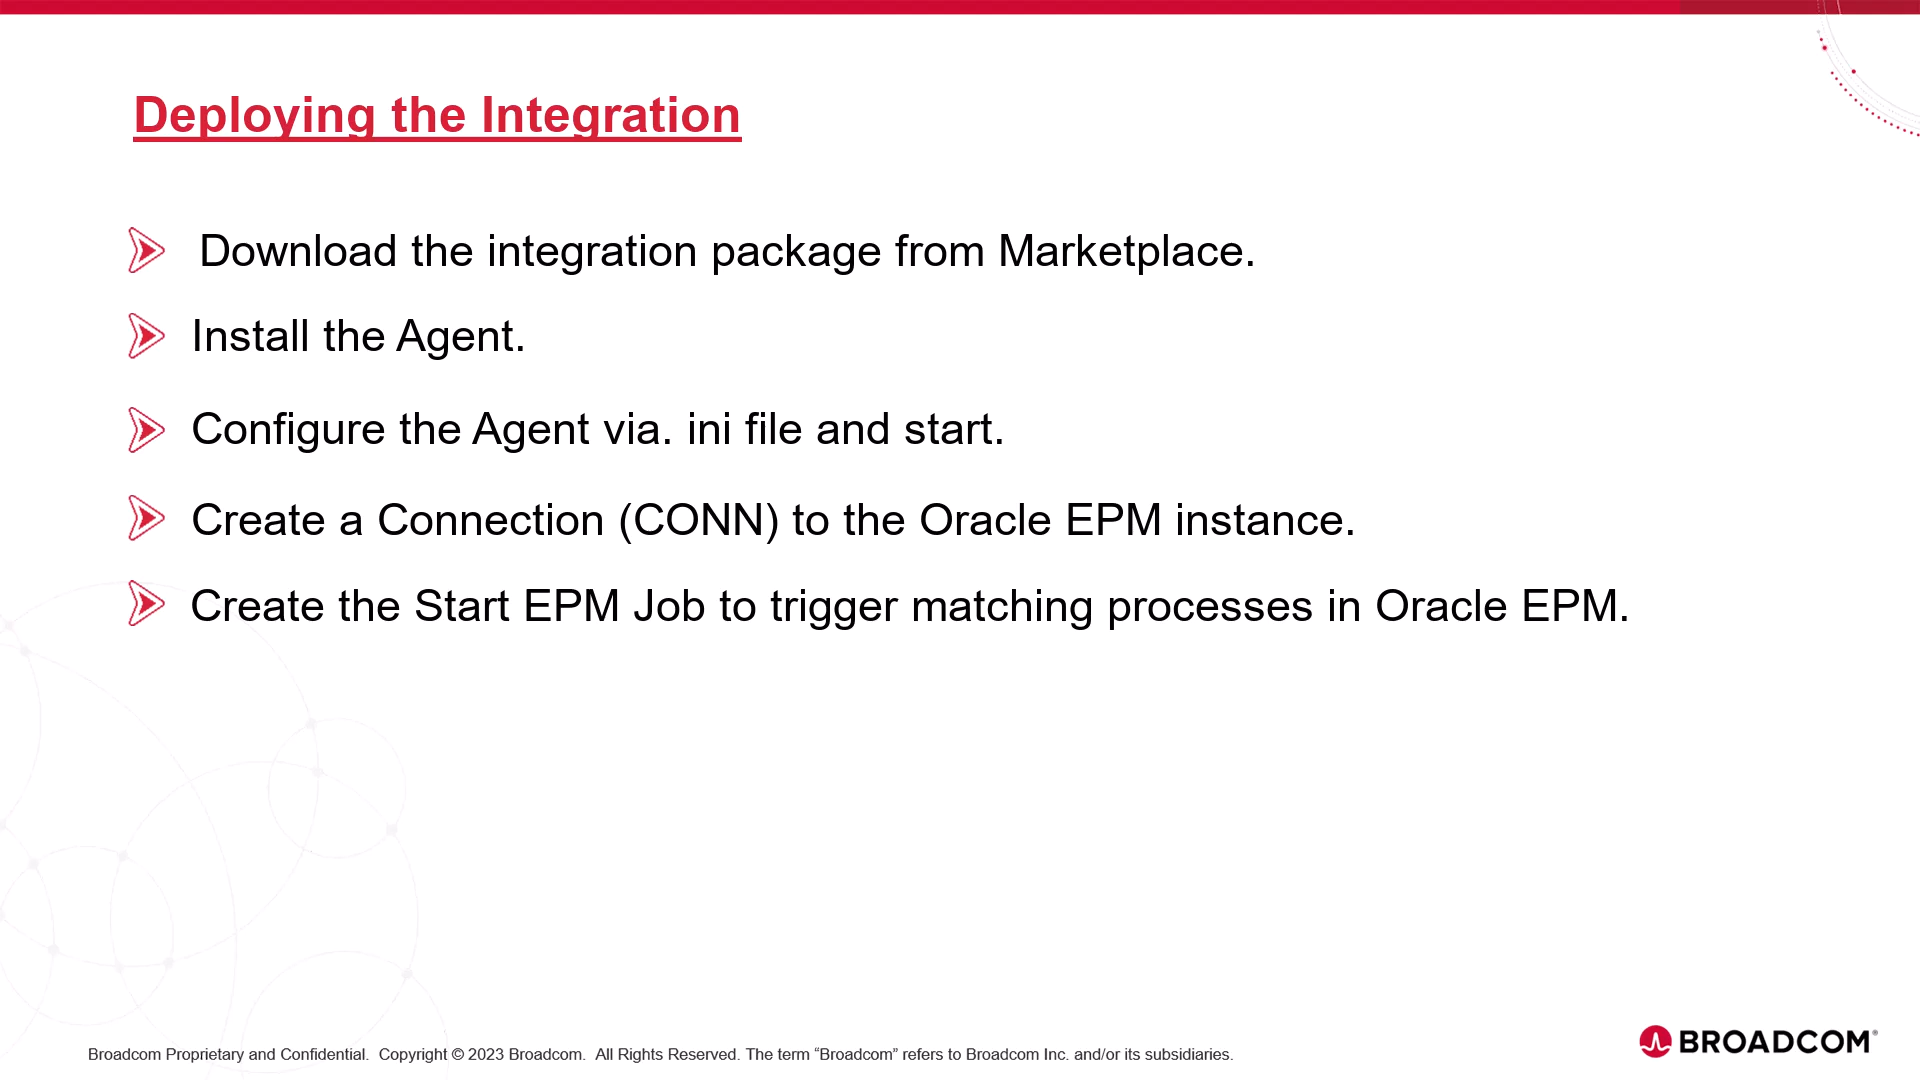 Deploying the Integration
Download the integration package from Marketplace.
Install the Agent.
Configure the Agent via. ini file and start.
Create a Connection (CONN) to the Oracle EPM instance.
Create the Start EPM Job to trigger matching processes in Oracle EPM.
Broadcom Proprietary and Confidential.  Copyright © 2023 Broadcom.  All Rights Reserved. The term “Broadcom” refers to Broadcom Inc. and/or its subsidiaries.
BROADCOM®